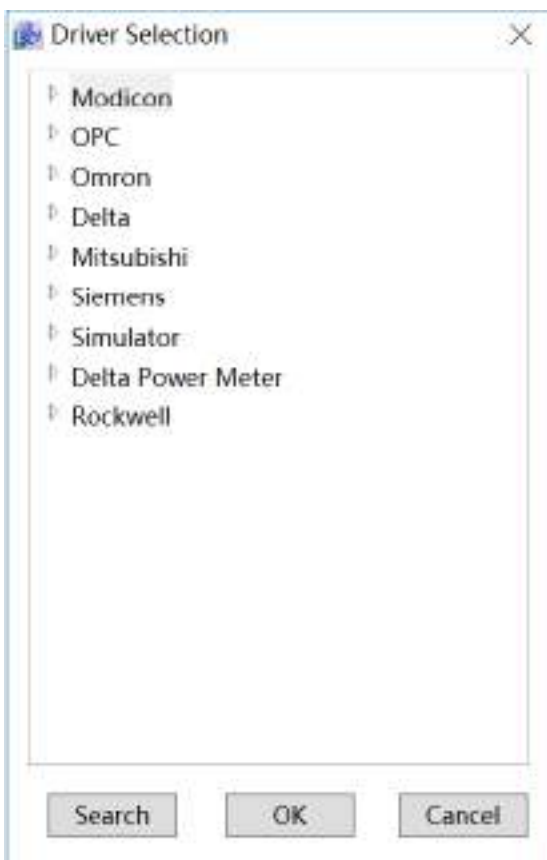 Driver Selection
Modicon
OPC
Omron
Delta
Mitsubishi
Siemens
Simulator
Delta Power Meter
Rockwell
Search OK Cancel